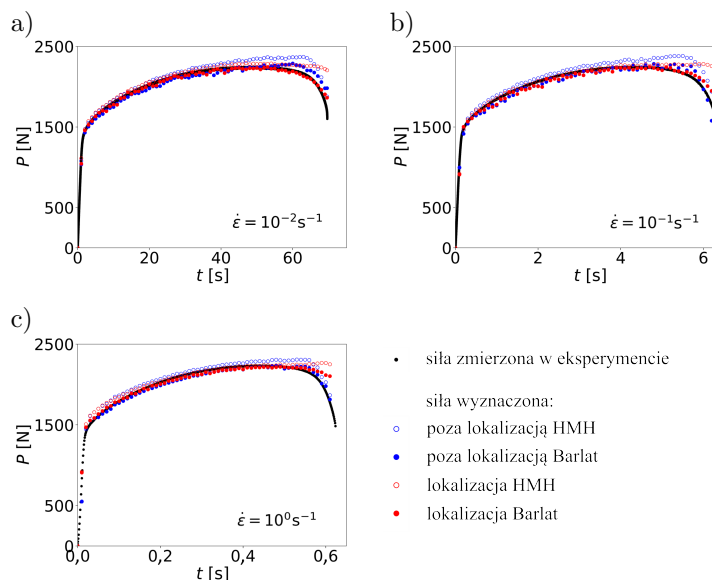 a)
2500
1500
500
0
P [N]
0 20 40 60
t [s]
ε̇ = 10⁻²s⁻¹
b)
2500
1500
500
0
P [N]
0 2 4 6
t [s]
ε̇ = 10⁻¹s⁻¹
c)
2500
1500
500
0
P [N]
0,0 0,2 0,4 0,6
t [s]
ε̇ = 10⁰s⁻¹
siła zmierzona w eksperymencie
siła wyznaczona:
poza lokalizacją HMH
poza lokalizacją Barlat
lokalizacja HMH
lokalizacja Barlat